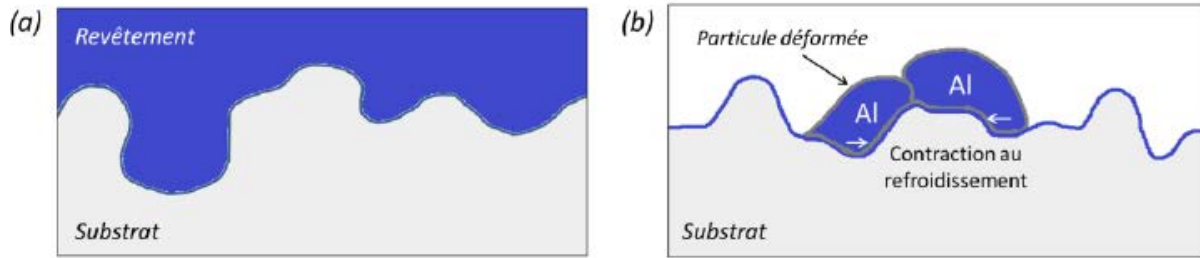 (a)
Revêtement
Substrat
(b)
Particule déformée
Al
Al
Contraction au
refroidissement
Substrat